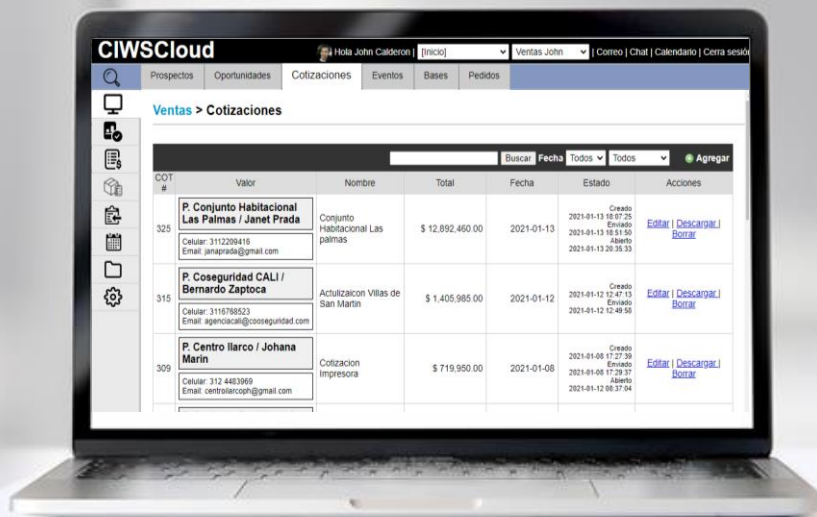 CIWSCloud
Hola John Calderon | [Inicio] Ventas John | Correo | Chat | Calendario | Cerra sesió
Prospectos Oportunidades Cotizaciones Eventos Bases Pedidos
Ventas > Cotizaciones
Buscar Fecha Todos Todos Agregar
COT # Valor Nombre Total Fecha Estado Acciones
325
P. Conjunto Habitacional
Las Palmas / Janet Prada
Celular: 3112209416
Email: janaprada@gmail.com
Conjunto
Habitacional Las
palmas
$ 12,892,460.00
2021-01-13
Creado
2021-01-13 18:07:25
Enviado
2021-01-13 18:51:50
Abierto
2021-01-13 20:35:33
Editar | Descargar |
Borrar
315
P. Coseguridad CALI /
Bernardo Zaptoca
Celular: 3116768523
Email: agenciacali@cooseguridad.com
Actulizaicon Villas de
San Martin
$ 1,405,985.00
2021-01-12
Creado
2021-01-12 12:47:13
Enviado
2021-01-12 12:49:58
Editar | Descargar |
Borrar
309
P. Centro Ilarco / Johana
Marin
Celular: 312 4483969
Email: centroilarcoph@gmail.com
Cotizacion
Impresora
$ 719,950.00
2021-01-08
Creado
2021-01-08 17:27:39
Enviado
2021-01-08 17:29:37
Abierto
2021-01-12 08:37:04
Editar | Descargar |
Borrar